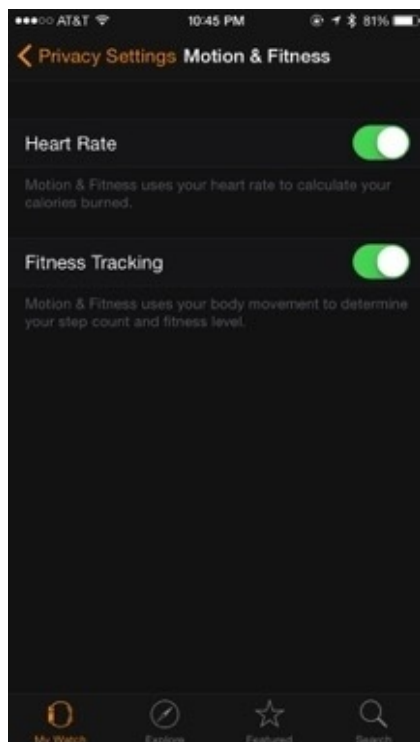 AT&T 10:45 PM 81%
Privacy Settings Motion & Fitness
Heart Rate
Motion & Fitness uses your heart rate to calculate your
calories burned.
Fitness Tracking
Motion & Fitness uses your body movement to determine
your step count and fitness level.
My Watch Explore Featured Search